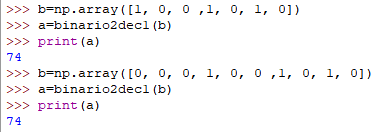 >>> b=np.array([1, 0, 0 ,1, 0, 1, 0])
>>> a=binario2dec1(b)
>>> print(a)
74
>>> b=np.array([0, 0, 0, 1, 0, 0 ,1, 0, 1, 0])
>>> a=binario2dec1(b)
>>> print(a)
74